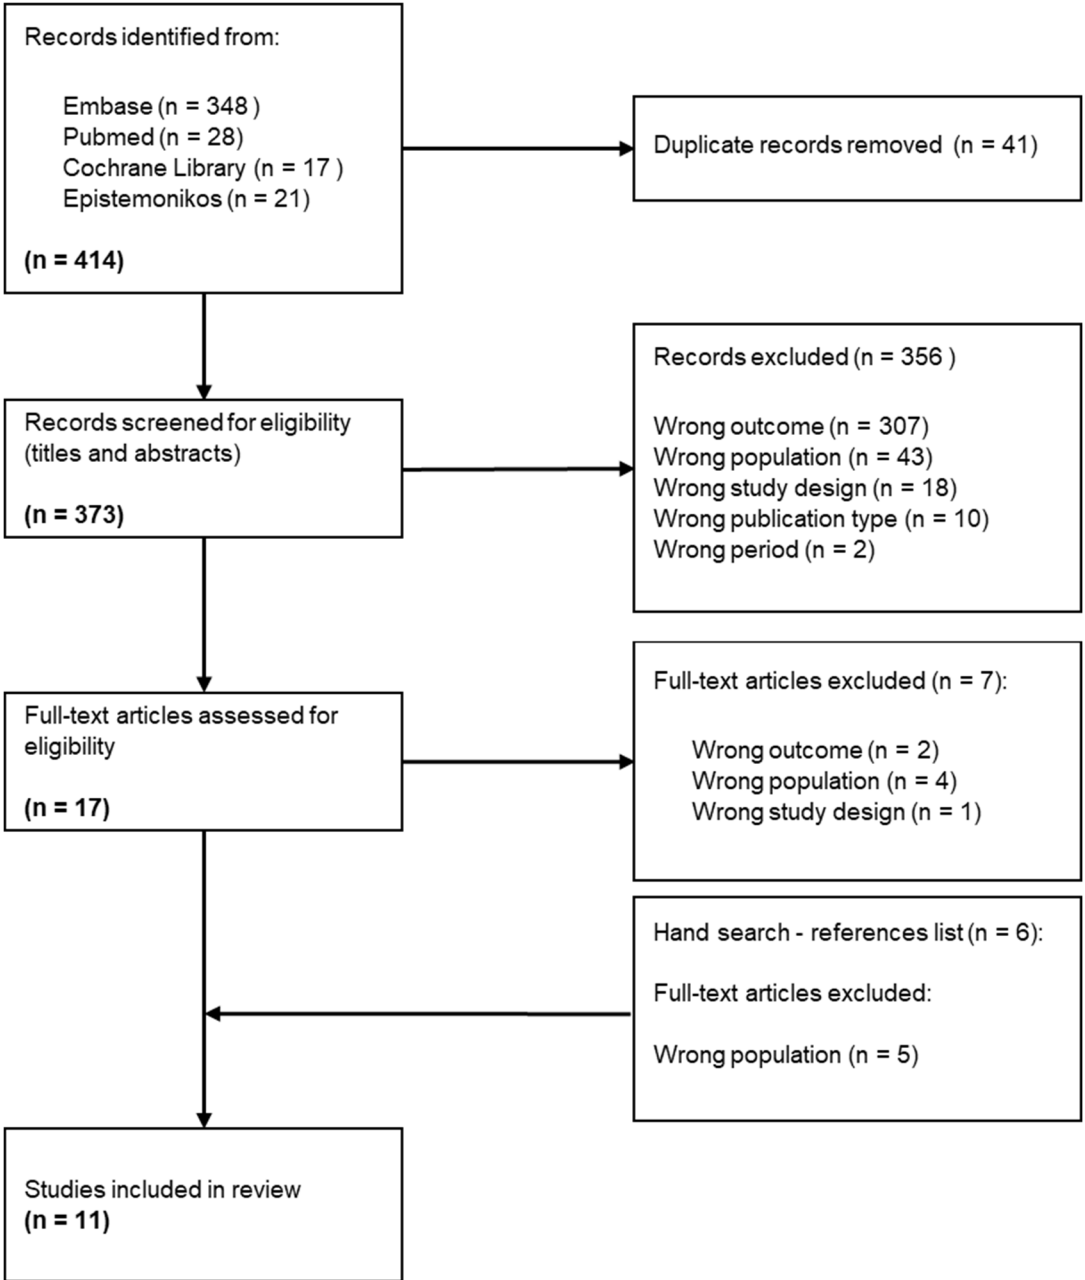 Records identified from:
Embase (n = 348 )
Pubmed (n = 28)
Cochrane Library (n = 17 )
Epistemonikos (n = 21)
(n = 414)
Duplicate records removed (n = 41)
Records screened for eligibility
(titles and abstracts)
(n = 373)
Records excluded (n = 356 )
Wrong outcome (n = 307)
Wrong population (n = 43)
Wrong study design (n = 18)
Wrong publication type (n = 10)
Wrong period (n = 2)
Full-text articles assessed for
eligibility
(n = 17)
Full-text articles excluded (n = 7):
Wrong outcome (n = 2)
Wrong population (n = 4)
Wrong study design (n = 1)
Hand search - references list (n = 6):
Full-text articles excluded:
Wrong population (n = 5)
Studies included in review
(n = 11)